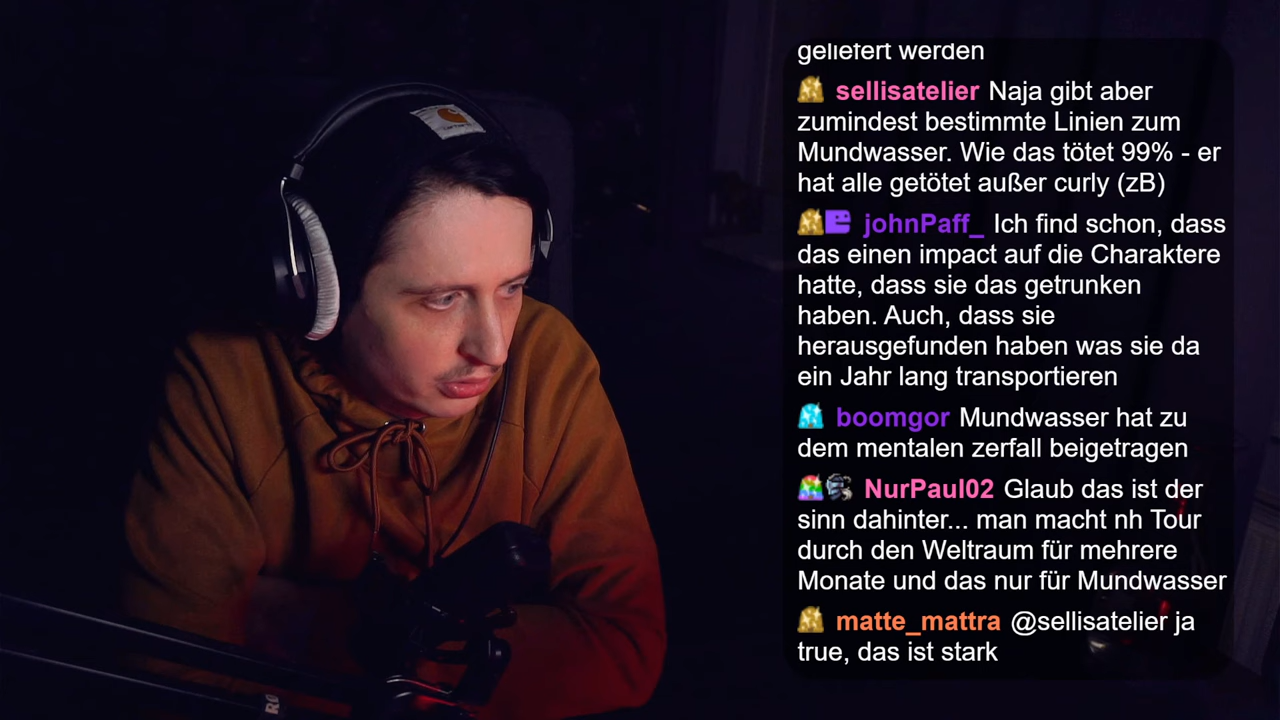 geliefert werden
sellisatelier Naja gibt aber
zumindest bestimmte Linien zum
Mundwasser. Wie das tötet 99% - er
hat alle getötet außer curly (zB)
johnPaff_ Ich find schon, dass
das einen impact auf die Charaktere
hatte, dass sie das getrunken
haben. Auch, dass sie
herausgefunden haben was sie da
ein Jahr lang transportieren
boomgor Mundwasser hat zu
dem mentalen zerfall beigetragen
NurPaul02 Glaub das ist der
sinn dahinter... man macht nh Tour
durch den Weltraum für mehrere
Monate und das nur für Mundwasser
matte_mattra @sellisatelier ja
true, das ist stark